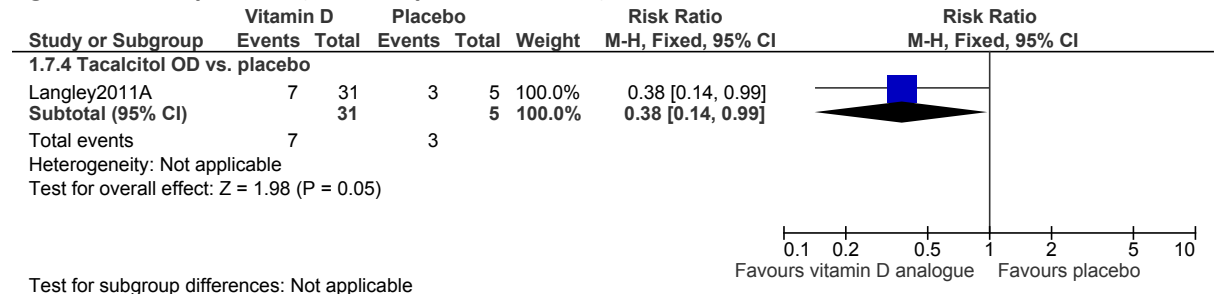 Vitamin D Placebo Risk Ratio Risk Ratio
Study or Subgroup Events Total Events Total Weight M-H, Fixed, 95% CI M-H, Fixed, 95% CI
1.7.4 Tacalcitol OD vs. placebo
Langley2011A 7 31 3 5 100.0% 0.38 [0.14, 0.99]
Subtotal (95% CI) 31 5 100.0% 0.38 [0.14, 0.99]
Total events 7 3
Heterogeneity: Not applicable
Test for overall effect: Z = 1.98 (P = 0.05)
0.1 0.2 0.5 1 2 5 10
Favours vitamin D analogue Favours placebo
Test for subgroup differences: Not applicable